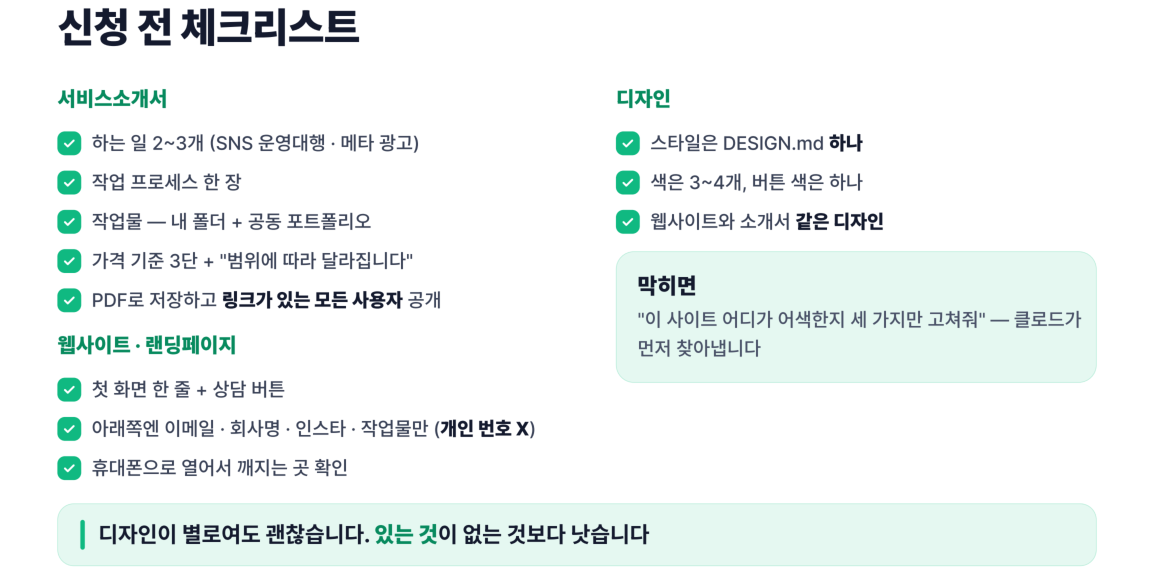 신청 전 체크리스트
서비스소개서
하는 일 2~3개 (SNS 운영대행 · 메타 광고)
작업 프로세스 한 장
작업물 — 내 폴더 + 공동 포트폴리오
가격 기준 3단 + "범위에 따라 달라집니다"
PDF로 저장하고 링크가 있는 모든 사용자 공개
웹사이트 · 랜딩페이지
첫 화면 한 줄 + 상담 버튼
아래쪽엔 이메일 · 회사명 · 인스타 · 작업물만 (개인 번호 X)
휴대폰으로 열어서 깨지는 곳 확인
디자인
스타일은 DESIGN.md 하나
색은 3~4개, 버튼 색은 하나
웹사이트와 소개서 같은 디자인
막히면
"이 사이트 어디가 어색한지 세 가지만 고쳐줘" — 클로드가
먼저 찾아냅니다
디자인이 별로여도 괜찮습니다. 있는 것이 없는 것보다 낫습니다